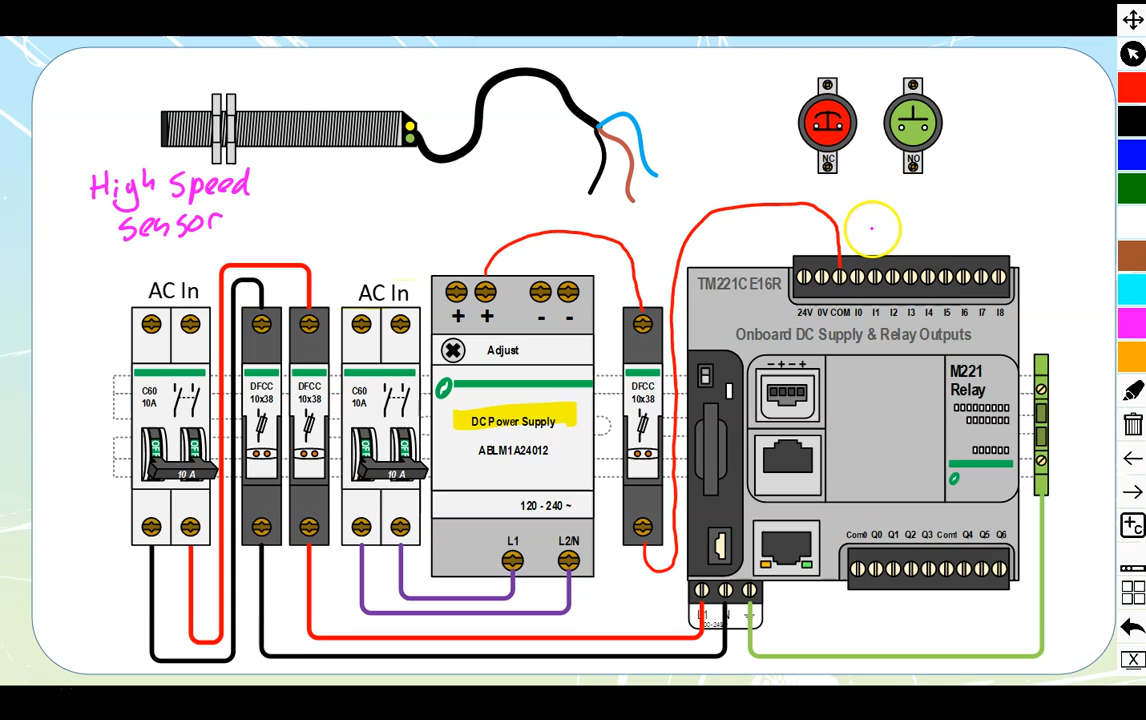 NC
NO
High Speed
sensor
AC In
AC In
TM221CE16R
24V 0V COM I0 I1 I2 I3 I4 I5 I6 I7 I8
Onboard DC Supply & Relay Outputs
+ + - -
Adjust
C60
10A
DFCC
10x38
DFCC
10x38
C60
10A
DC Power Supply
ABLM1A24012
DFCC
10x38
- + - +
M221
Relay
OFF OFF
10 A
OFF OFF
10 A
120 - 240 ~
L1 L2/N
Com0 Q0 Q1 Q2 Q3 Com1 Q4 Q5 Q6
N
X